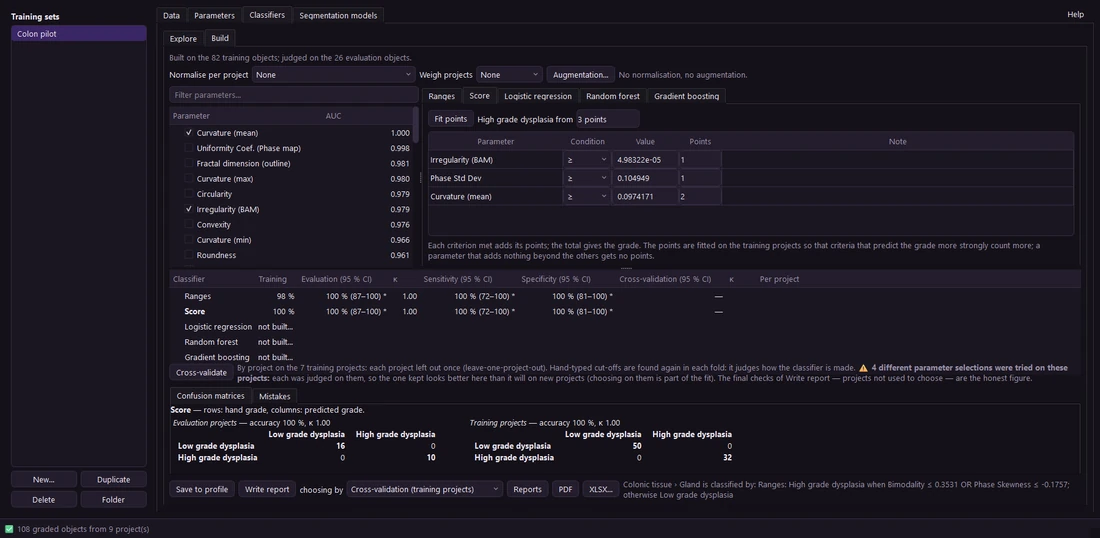 Training sets
Colon pilot
Data Parameters Classifiers Segmentation models Help
Explore Build
Built on the 82 training objects; judged on the 26 evaluation objects.
Normalise per project None Weigh projects None Augmentation... No normalisation, no augmentation.
Filter parameters...
Parameter AUC
Curvature (mean) 1.000
Uniformity Coef. (Phase map) 0.998
Fractal dimension (outline) 0.981
Curvature (max) 0.980
Circularity 0.979
Irregularity (BAM) 0.979
Convexity 0.976
Curvature (min) 0.966
Roundness 0.961
Ranges Score Logistic regression Random forest Gradient boosting
Fit points High grade dysplasia from 3 points
Parameter Condition Value Points Note
Irregularity (BAM) ≥ 4.98322e-05 1
Phase Std Dev ≥ 0.104949 1
Curvature (mean) ≥ 0.0974171 2
Each criterion met adds its points; the total gives the grade. The points are fitted on the training projects so that criteria that predict the grade more strongly count more; a
parameter that adds nothing beyond the others gets no points.
Classifier Training Evaluation (95 % CI) κ Sensitivity (95 % CI) Specificity (95 % CI) Cross-validation (95 % CI) κ Per project
Ranges 98 % 100 % (87–100) * 1.00 100 % (72–100) * 100 % (81–100) * —
Score 100 % 100 % (87–100) * 1.00 100 % (72–100) * 100 % (81–100) * —
Logistic regression not built...
Random forest not built...
Gradient boosting not built...
Cross-validate
By project on the 7 training projects: each project left out once (leave-one-project-out). Hand-typed cut-offs are found again in each fold: it judges how the classifier is made. ⚠ 4 different parameter selections were tried on these
projects: each was judged on them, so the one kept looks better here than it will on new projects (choosing on them is part of the fit). The final checks of Write report — projects not used to choose — are the honest figure.
Confusion matrices Mistakes
Score — rows: hand grade, columns: predicted grade.
Evaluation projects — accuracy 100 %, κ 1.00
Low grade dysplasia High grade dysplasia
Low grade dysplasia 16 0
High grade dysplasia 0 10
Training projects — accuracy 100 %, κ 1.00
Low grade dysplasia High grade dysplasia
Low grade dysplasia 50 0
High grade dysplasia 0 32
New... Duplicate
Delete Folder
Save to profile Write report choosing by Cross-validation (training projects) Reports PDF XLSX...
Colonic tissue › Gland is classified by: Ranges: High grade dysplasia when Bimodality ≤ 0.3531 OR Phase Skewness ≤ -0.1757;
otherwise Low grade dysplasia
108 graded objects from 9 project(s)